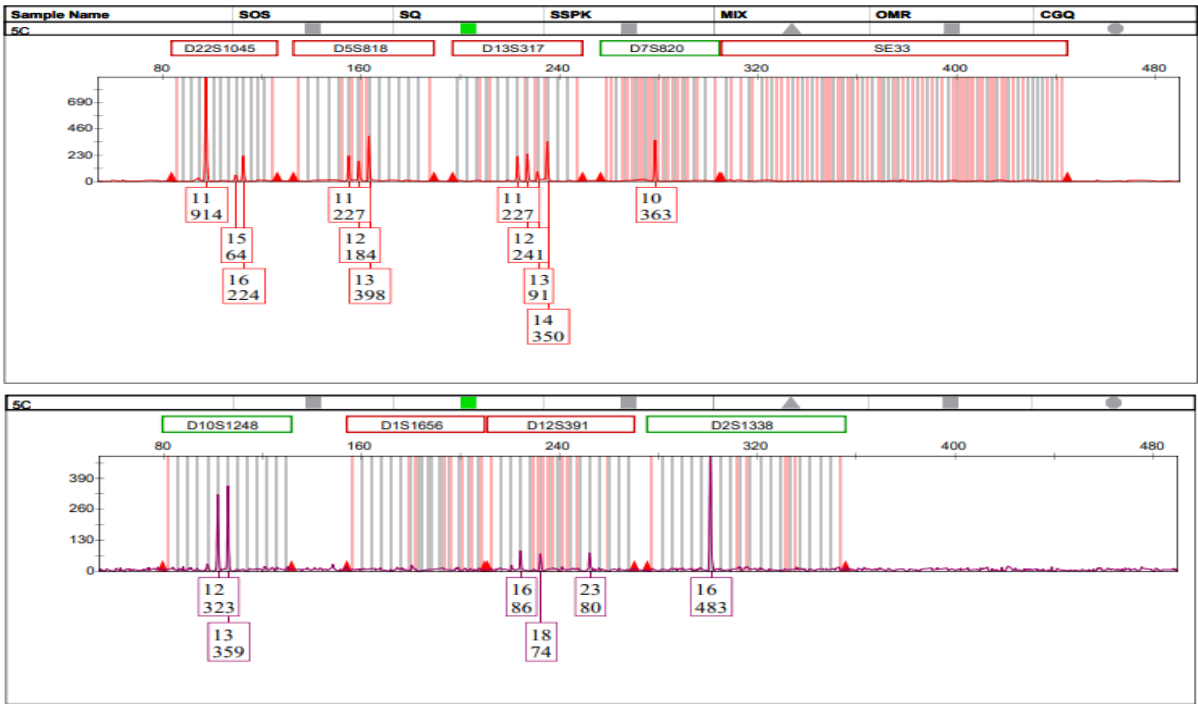 Sample Name SOS SQ SSPK MIX OMR CGQ
5C
D22S1045 D5S818 D13S317 D7S820 SE33
80 160 240 320 400 480
690
460
230
0
11 11 11 10
914 227 227 363
15 12 12
64 184 241
16 13 13
224 398 91
14
350
5C
D10S1248 D1S1656 D12S391 D2S1338
80 160 240 320 400 480
390
260
130
0
12 16 23 16
323 86 80 483
13 18
359 74